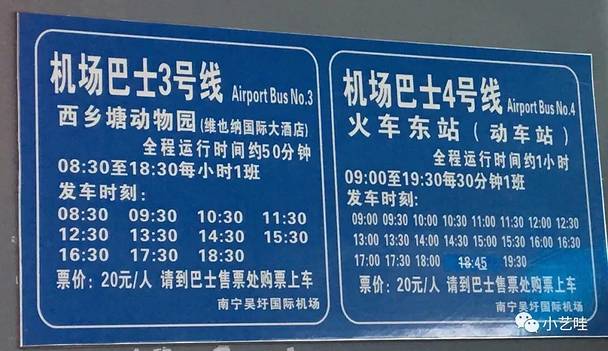 机场巴士3号线 Airport Bus No.3
西乡塘动物园(维也纳国际大酒店)
全程运行时间约50分钟
08:30至18:30每小时1班
发车时刻：
08:30 09:30 10:30 11:30
12:30 13:30 14:30 15:30
16:30 17:30 18:30
票价：20元/人 请到巴士售票处购票上车
南宁吴圩国际机场
机场巴士4号线 Airport Bus No.4
火车东站（动车站）
全程运行时间约1小时
09:00至19:30每30分钟1班
发车时刻：
09:00 09:30 10:00 10:30 11:00 11:30 12:00 12:30
13:00 13:30 14:00 14:30 15:00 15:30 16:00 16:30
17:00 17:30 18:00 18:45 19:30
票价：20元/人 请到巴士售票处购票上车
南宁吴圩国际机场
小艺哇